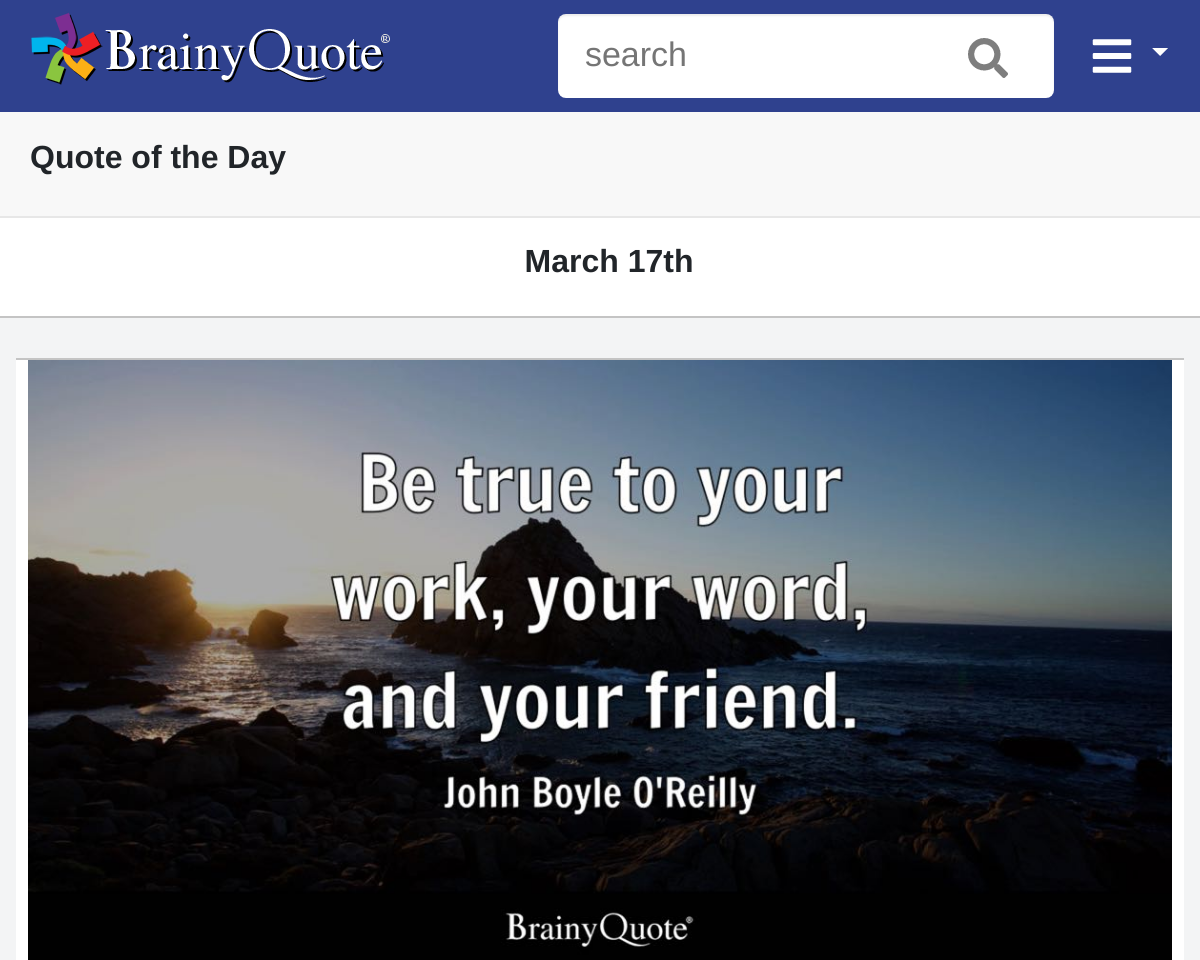 BrainyQuote®
search
Quote of the Day
March 17th
Be true to your
work, your word,
and your friend.
John Boyle O'Reilly
BrainyQuote®